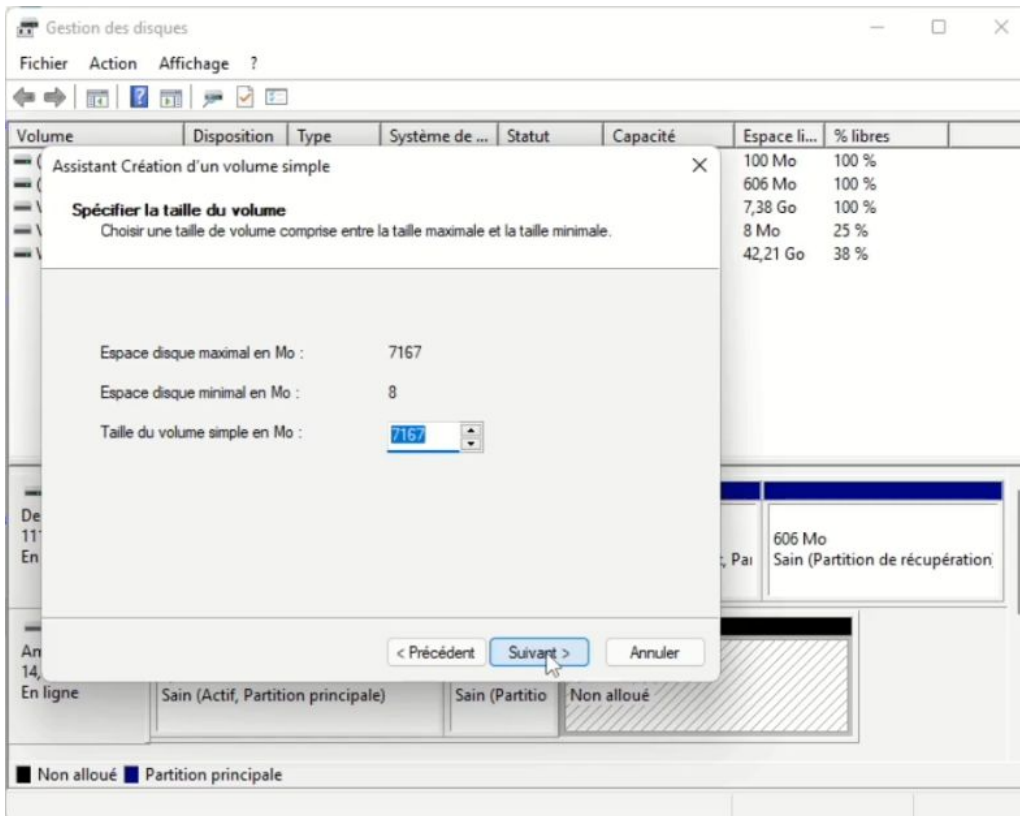 Gestion des disques
Fichier Action Affichage ?
Volume Disposition Type Système de ... Statut Capacité Espace li... % libres
100 Mo 100 %
606 Mo 100 %
7,38 Go 100 %
8 Mo 25 %
42,21 Go 38 %
Assistant Création d'un volume simple
Spécifier la taille du volume
Choisir une taille de volume comprise entre la taille maximale et la taille minimale.
Espace disque maximal en Mo : 7167
Espace disque minimal en Mo : 8
Taille du volume simple en Mo : 7167
< Précédent Suivant > Annuler
De
11
En
606 Mo
Sain (Partition de récupération)
An
14,
En ligne
Sain (Actif, Partition principale)
Sain (Partitio
Non alloué
Non alloué Partition principale